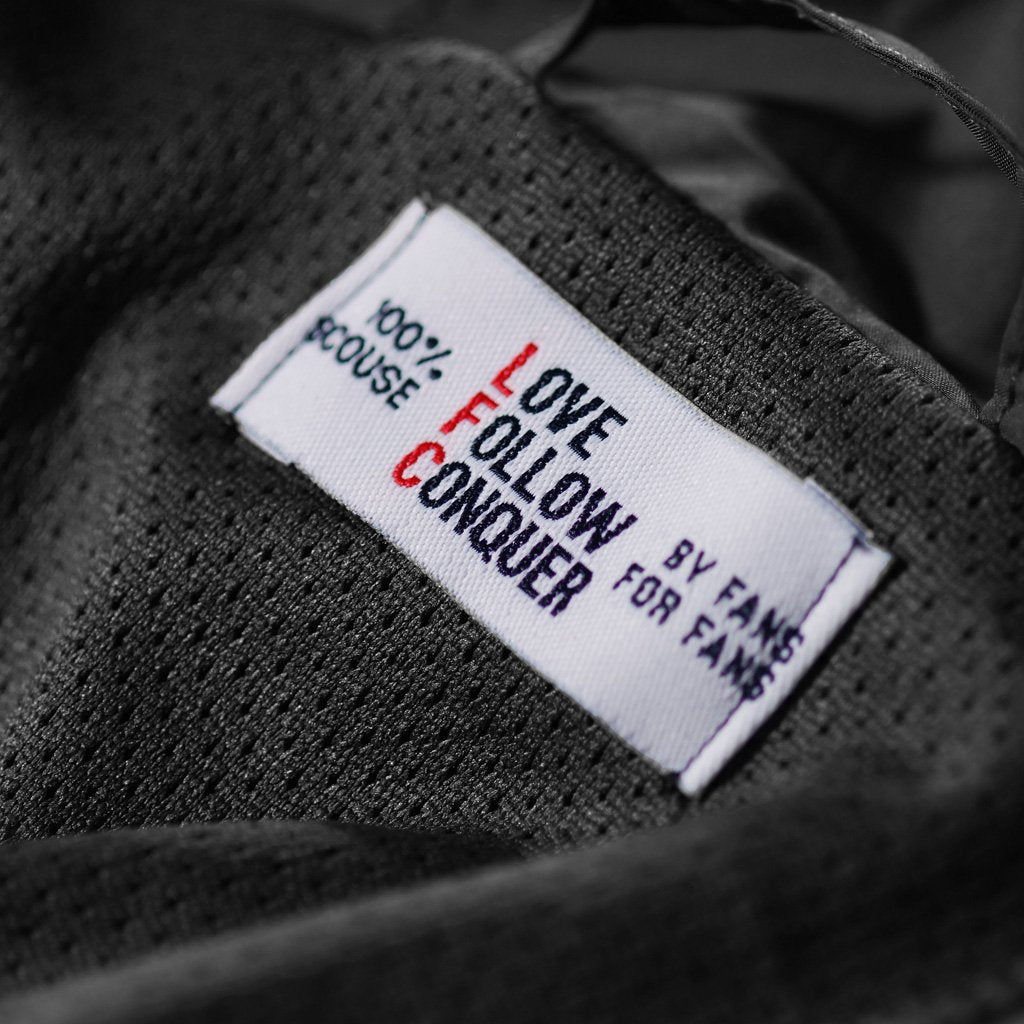 100%
SCOUSE
LOVE
FOLLOW
CONQUER
BY FANS
FOR FANS